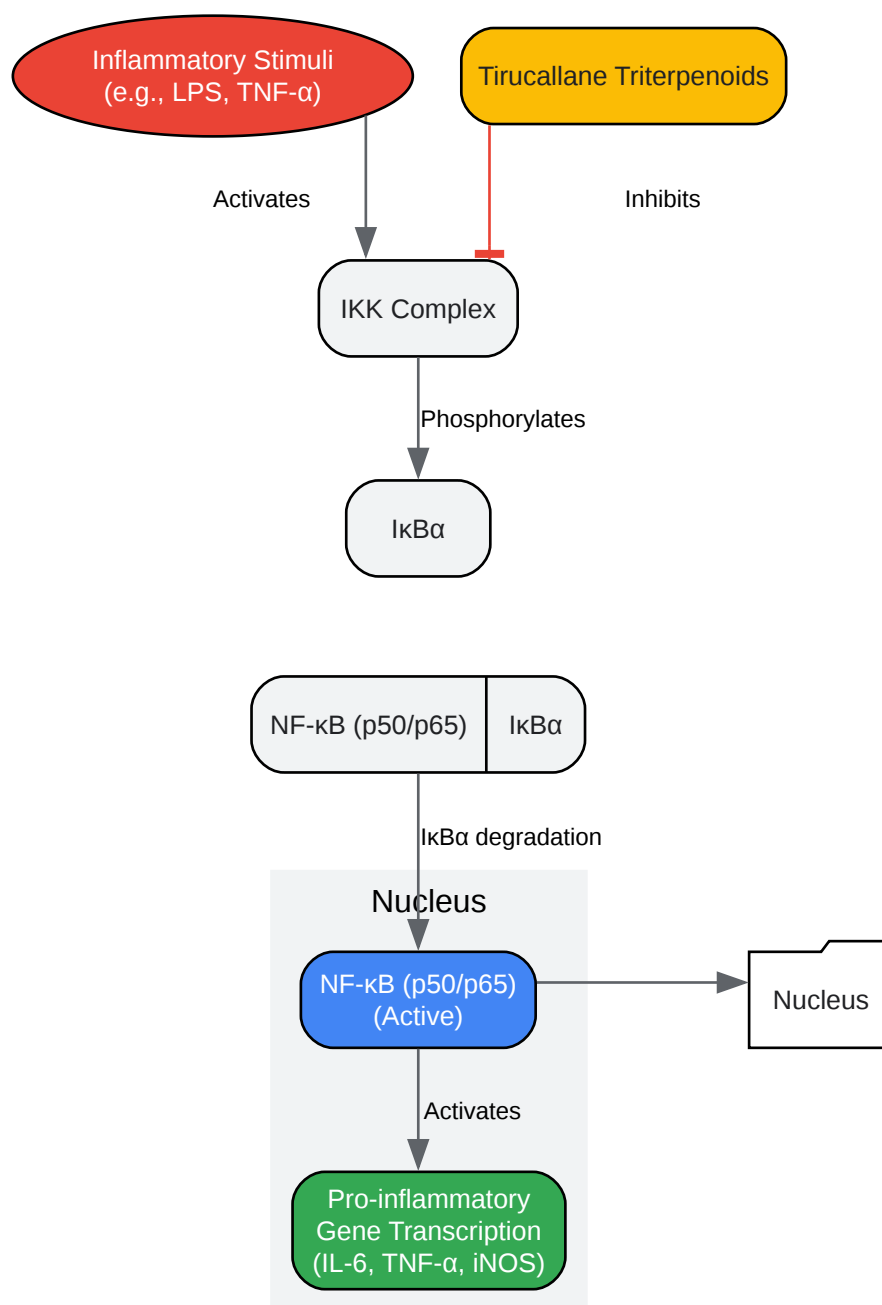 Inflammatory Stimuli
(e.g., LPS, TNF-α)
Tirucallane Triterpenoids
Activates
Inhibits
IKK Complex
Phosphorylates
IκBα
NF-κB (p50/p65)
IκBα
IκBα degradation
Nucleus
NF-κB (p50/p65)
(Active)
Nucleus
Activates
Pro-inflammatory
Gene Transcription
(IL-6, TNF-α, iNOS)